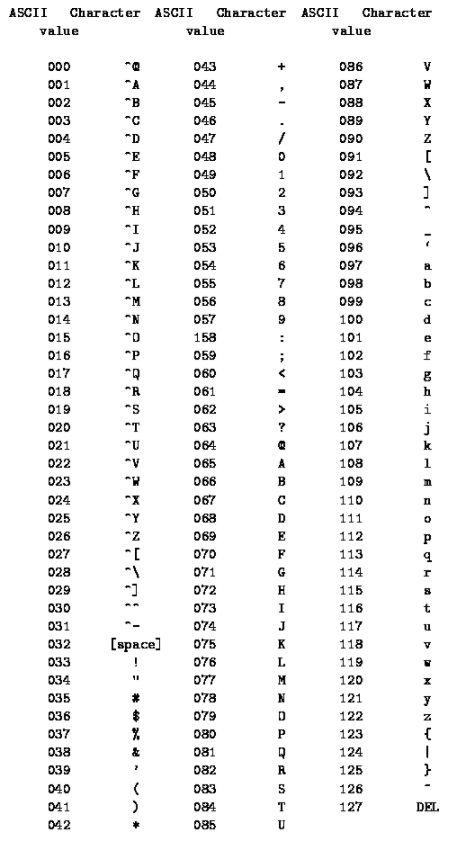 ASCII Character ASCII Character ASCII Character
value value value
000 ^@ 043 + 086 V
001 ^A 044 , 087 W
002 ^B 045 - 088 X
003 ^C 046 . 089 Y
004 ^D 047 / 090 Z
005 ^E 048 0 091 [
006 ^F 049 1 092 \
007 ^G 050 2 093 ]
008 ^H 051 3 094 ^
009 ^I 052 4 095 _
010 ^J 053 5 096 ‘
011 ^K 054 6 097 a
012 ^L 055 7 098 b
013 ^M 056 8 099 c
014 ^N 057 9 100 d
015 ^O 158 : 101 e
016 ^P 059 ; 102 f
017 ^Q 060 < 103 g
018 ^R 061 = 104 h
019 ^S 062 > 105 i
020 ^T 063 ? 106 j
021 ^U 064 @ 107 k
022 ^V 065 A 108 l
023 ^W 066 B 109 m
024 ^X 067 C 110 n
025 ^Y 068 D 111 o
026 ^Z 069 E 112 p
027 ^[ 070 F 113 q
028 ^\ 071 G 114 r
029 ^] 072 H 115 s
030 ^^ 073 I 116 t
031 ^- 074 J 117 u
032 [space] 075 K 118 v
033 ! 076 L 119 w
034 " 077 M 120 x
035 # 078 N 121 y
036 $ 079 O 122 z
037 % 080 P 123 {
038 & 081 Q 124 |
039 ’ 082 R 125 }
040 ( 083 S 126 ~
041 ) 084 T 127 DEL
042 * 085 U